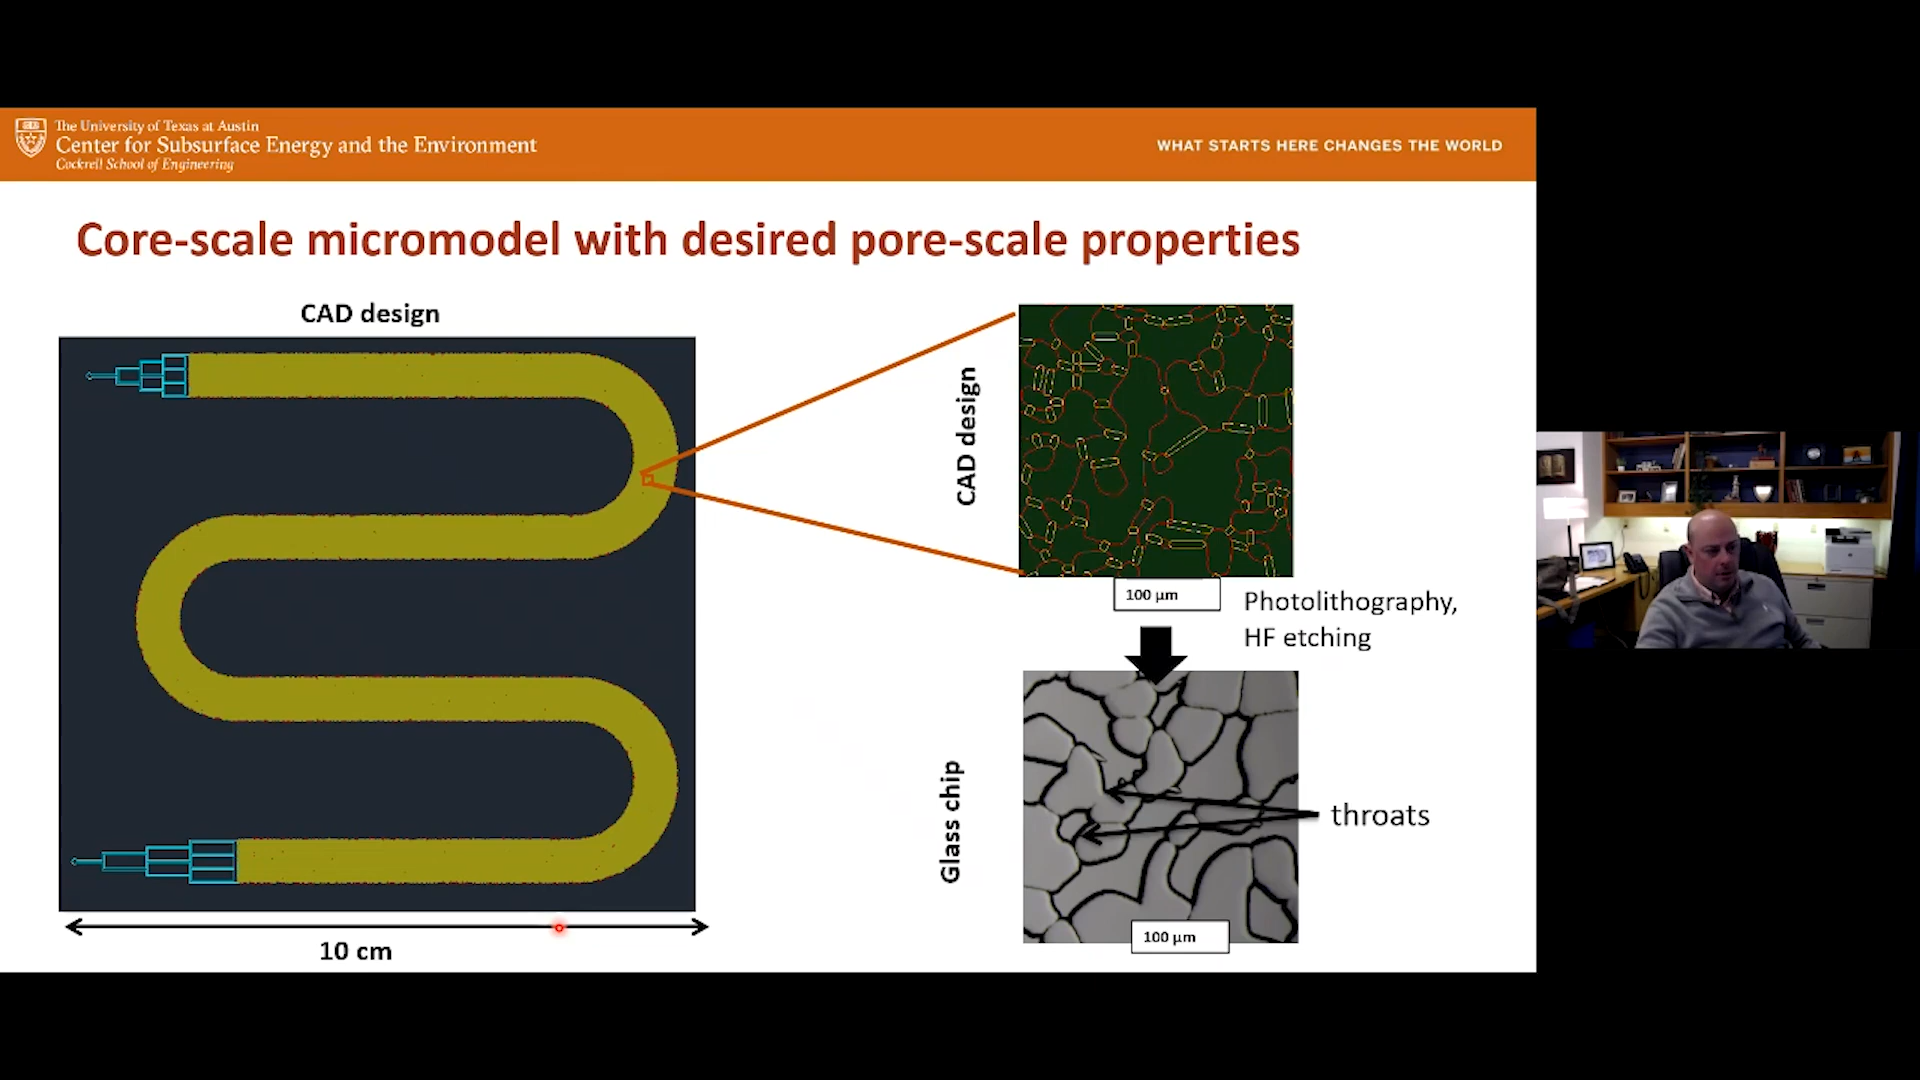 The University of Texas at Austin
Center for Subsurface Energy and the Environment
Cockrell School of Engineering
WHAT STARTS HERE CHANGES THE WORLD
Core-scale micromodel with desired pore-scale properties
CAD design
10 cm
CAD design
100 µm
Photolithography,
HF etching
Glass chip
throats
100 µm